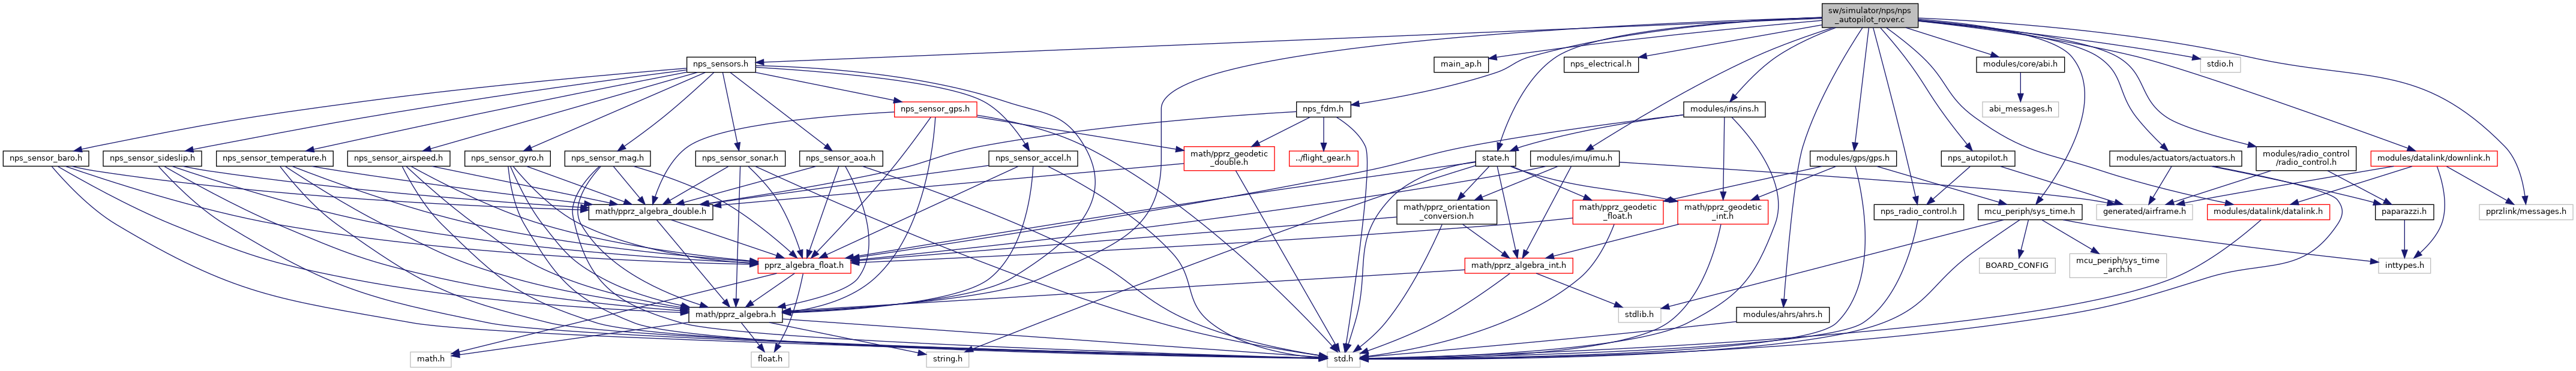 sw/simulator/nps/nps
_autopilot_rover.c
nps_sensors.h
main_ap.h
nps_electrical.h
modules/core/abi.h
stdio.h
nps_sensor_gps.h
nps_fdm.h
modules/ins/ins.h
abi_messages.h
nps_sensor_baro.h
nps_sensor_sideslip.h
nps_sensor_temperature.h
nps_sensor_airspeed.h
nps_sensor_gyro.h
nps_sensor_mag.h
nps_sensor_sonar.h
nps_sensor_aoa.h
nps_sensor_accel.h
math/pprz_geodetic
_double.h
../flight_gear.h
state.h
modules/imu/imu.h
modules/gps/gps.h
nps_autopilot.h
modules/actuators/actuators.h
modules/radio_control
/radio_control.h
modules/datalink/downlink.h
math/pprz_algebra_double.h
math/pprz_orientation
_conversion.h
math/pprz_geodetic
_float.h
math/pprz_geodetic
_int.h
nps_radio_control.h
mcu_periph/sys_time.h
generated/airframe.h
modules/datalink/datalink.h
paparazzi.h
pprzlink/messages.h
pprz_algebra_float.h
math/pprz_algebra_int.h
BOARD_CONFIG
mcu_periph/sys_time
_arch.h
inttypes.h
math/pprz_algebra.h
stdlib.h
modules/ahrs/ahrs.h
math.h
float.h
string.h
std.h